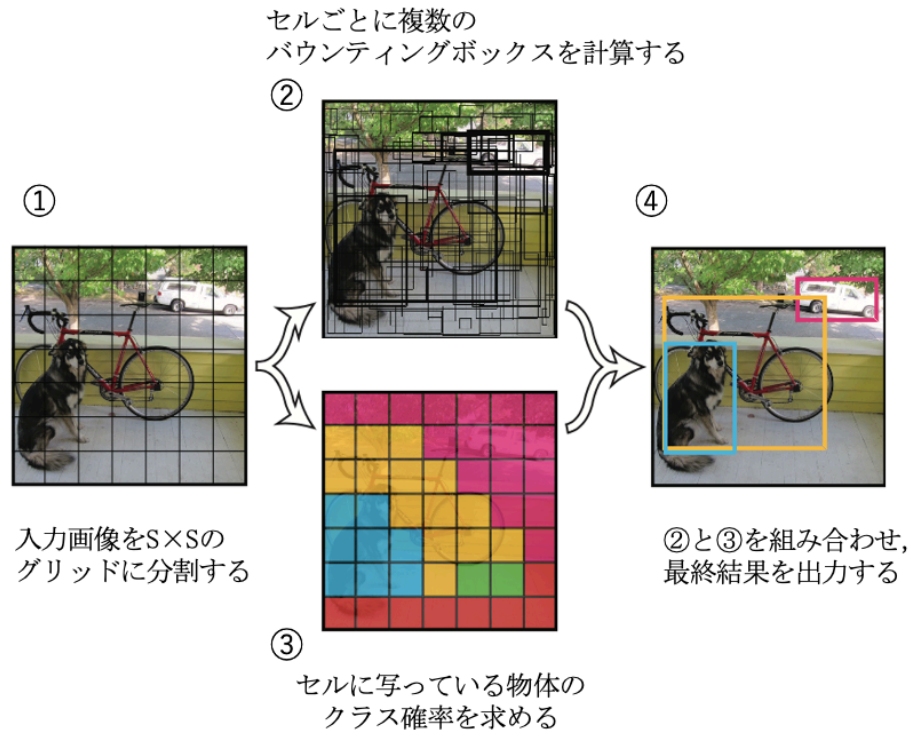 セルごとに複数の
バウンティングボックスを計算する
②
①
入力画像をS×Sの
グリッドに分割する
③
セルに写っている物体の
クラス確率を求める
④
②と③を組み合わせ,
最終結果を出力する